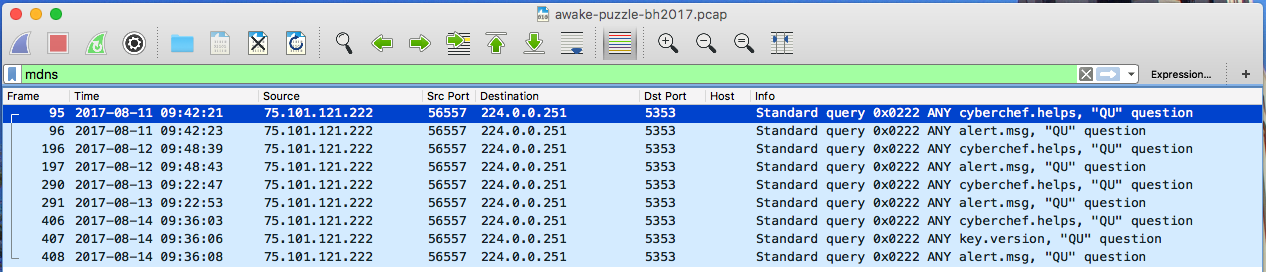 awake-puzzle-bh2017.pcap
mdns Expression... +
Frame Time Source Src Port Destination Dst Port Host Info
95 2017-08-11 09:42:21 75.101.121.222 56557 224.0.0.251 5353 Standard query 0x0222 ANY cyberchef.helps, "QU" question
96 2017-08-11 09:42:23 75.101.121.222 56557 224.0.0.251 5353 Standard query 0x0222 ANY alert.msg, "QU" question
196 2017-08-12 09:48:39 75.101.121.222 56557 224.0.0.251 5353 Standard query 0x0222 ANY cyberchef.helps, "QU" question
197 2017-08-12 09:48:43 75.101.121.222 56557 224.0.0.251 5353 Standard query 0x0222 ANY alert.msg, "QU" question
290 2017-08-13 09:22:47 75.101.121.222 56557 224.0.0.251 5353 Standard query 0x0222 ANY cyberchef.helps, "QU" question
291 2017-08-13 09:22:53 75.101.121.222 56557 224.0.0.251 5353 Standard query 0x0222 ANY alert.msg, "QU" question
406 2017-08-14 09:36:03 75.101.121.222 56557 224.0.0.251 5353 Standard query 0x0222 ANY cyberchef.helps, "QU" question
407 2017-08-14 09:36:06 75.101.121.222 56557 224.0.0.251 5353 Standard query 0x0222 ANY key.version, "QU" question
408 2017-08-14 09:36:08 75.101.121.222 56557 224.0.0.251 5353 Standard query 0x0222 ANY alert.msg, "QU" question